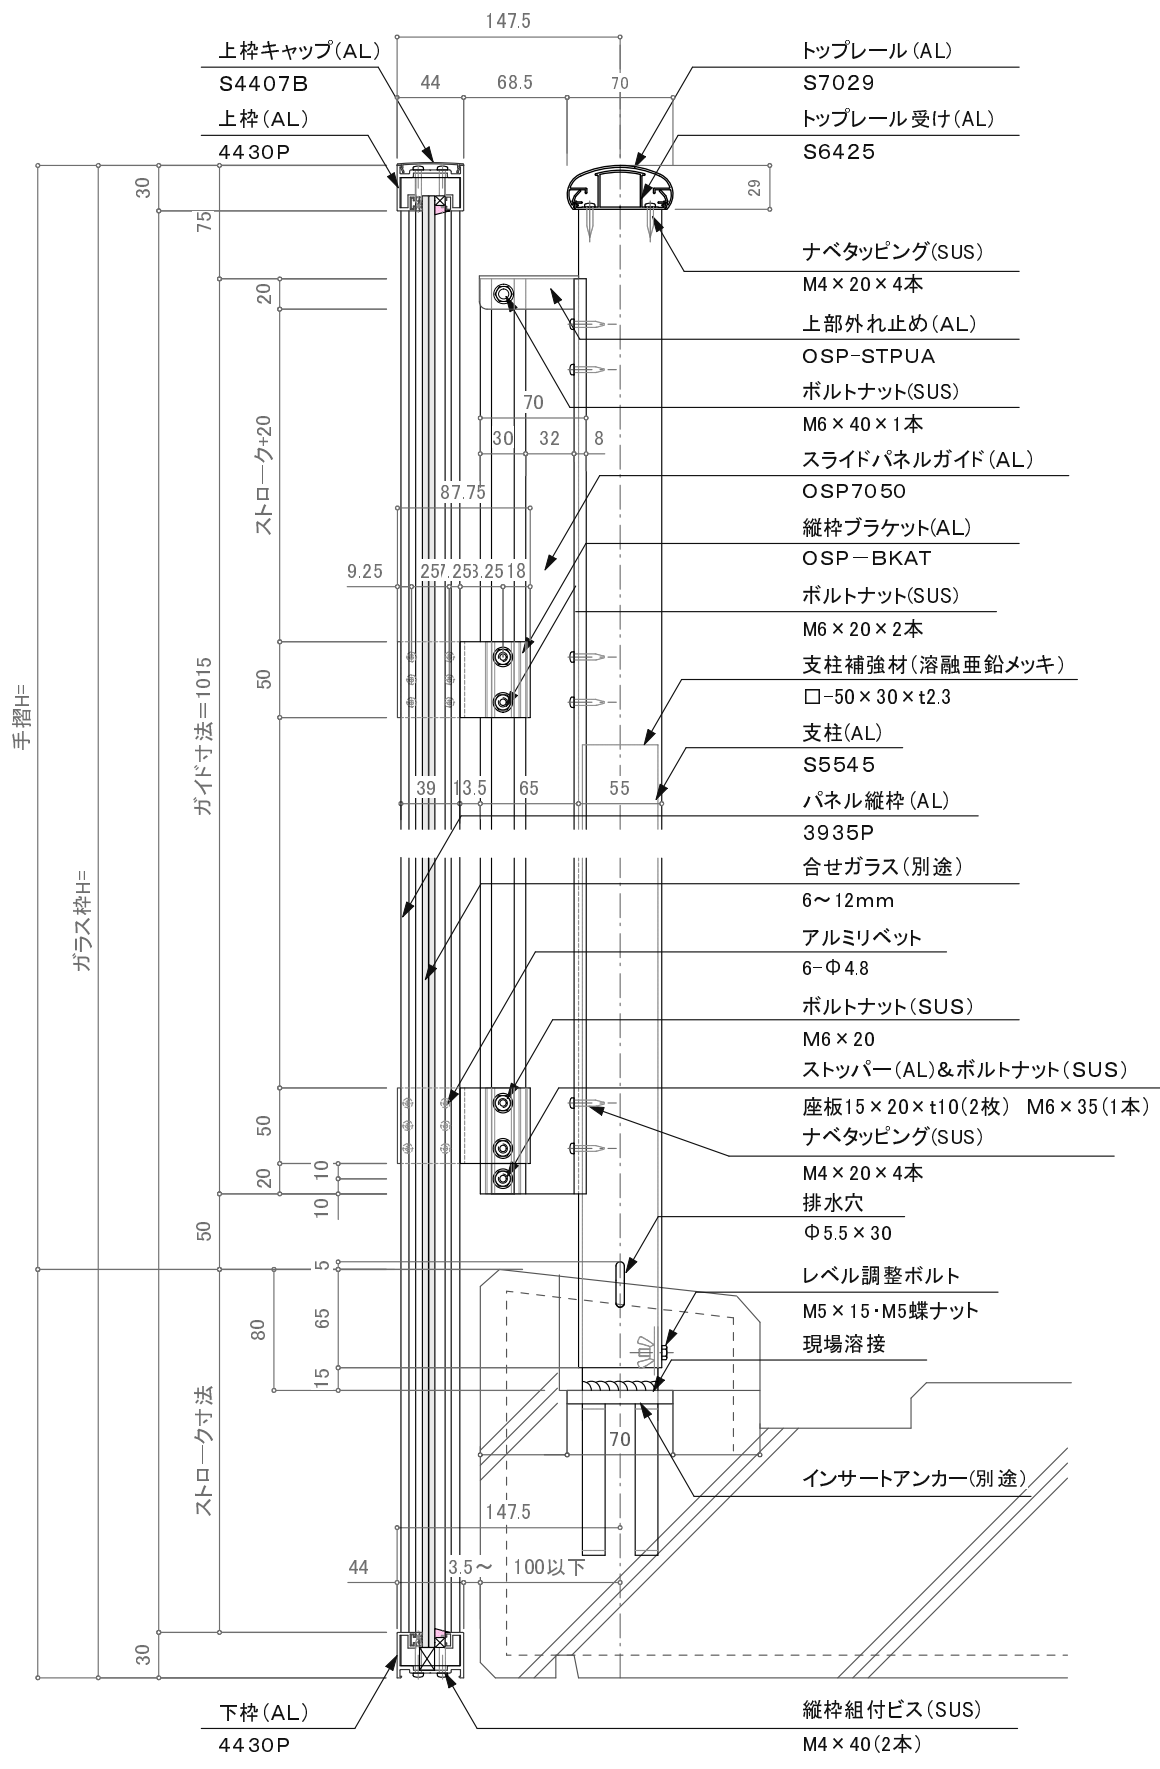 147.5
上枠キャップ(AL)
S4407B
44
68.5
70
トップレール(AL)
S7029
上枠(AL)
4430P
トップレール受け(AL)
S6425
30
75
29
ナベタッピング(SUS)
M4×20×4本
20
上部外れ止め(AL)
OSP-STPUA
ボルトナット(SUS)
M6×40×1本
70
30
32
8
ストローク+20
スライドパネルガイド(AL)
OSP7050
87.75
縦枠ブラケット(AL)
OSP－BKAT
9.25
25
7.25
3.25
18
ボルトナット(SUS)
M6×20×2本
50
ガイド寸法＝1015
支柱補強材(溶融亜鉛メッキ)
ロ-50×30×t2.3
手摺H=
支柱(AL)
S5545
39
13.5
65
55
パネル縦枠(AL)
3935P
ガラス枠H=
合せガラス(別途)
6～12mm
アルミリベット
6-Φ4.8
ボルトナット(SUS)
M6×20
ストッパー(AL)&ボルトナット(SUS)
座板15×20×t10(2枚)　M6×35(1本)
50
ナベタッピング(SUS)
M4×20×4本
20
10
10
排水穴
Φ5.5×30
50
5
レベル調整ボルト
M5×15・M5蝶ナット
80
65
現場溶接
15
ストローク寸法
70
インサートアンカー(別途)
147.5
44
3.5～
100以下
30
下枠(AL)
4430P
縦枠組付ビス(SUS)
M4×40(2本)